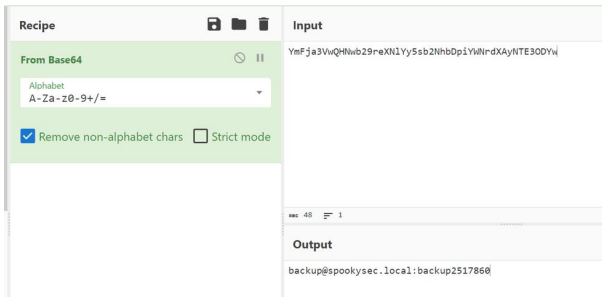 Recipe
From Base64
Alphabet
A-Za-z0-9+/=
Remove non-alphabet chars
Strict mode
Input
YmFja3VwQHNwb29reXNlYy5sb2NhbDpiYWNrdXAyNTE3ODYw
REC 48
1
Output
backup@spookysec.local:backup2517860